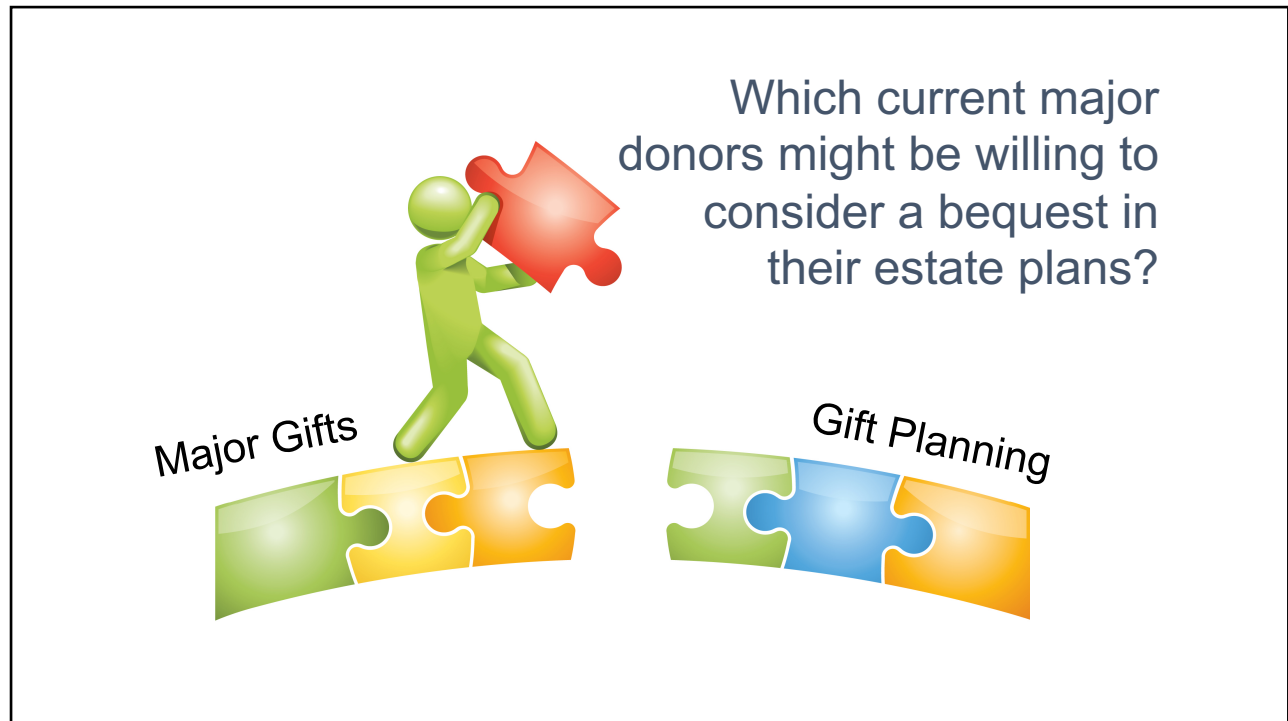 Which current major
donors might be willing to
consider a bequest in
their estate plans?
Major Gifts
Gift Planning